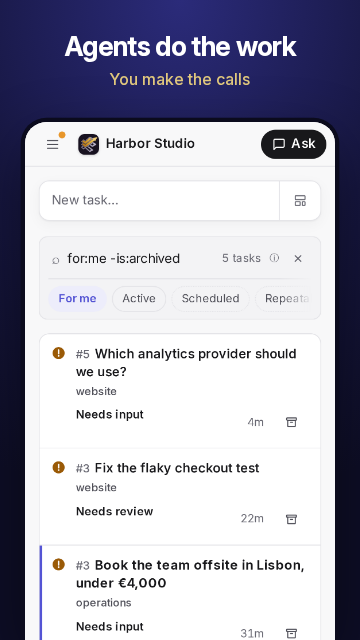 Agents do the work
You make the calls
Harbor Studio
Ask
New task...
for:me -is:archived
5 tasks
For me
Active
Scheduled
Repeata
#5 Which analytics provider should
we use?
website
Needs input
4m
#3 Fix the flaky checkout test
website
Needs review
22m
#3 Book the team offsite in Lisbon,
under €4,000
operations
Needs input
31m